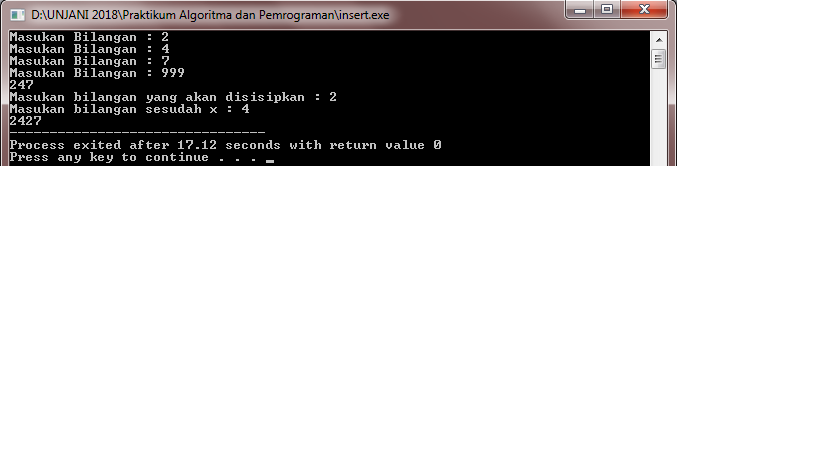 D:\UNJANI 2018\Praktikum Algoritma dan Pemrograman\insert.exe
Masukan Bilangan : 2
Masukan Bilangan : 4
Masukan Bilangan : 7
Masukan Bilangan : 999
247
Masukan bilangan yang akan disisipkan : 2
Masukan bilangan sesudah x : 4
2427
--------------------------------
Process exited after 17.12 seconds with return value 0
Press any key to continue . . . _